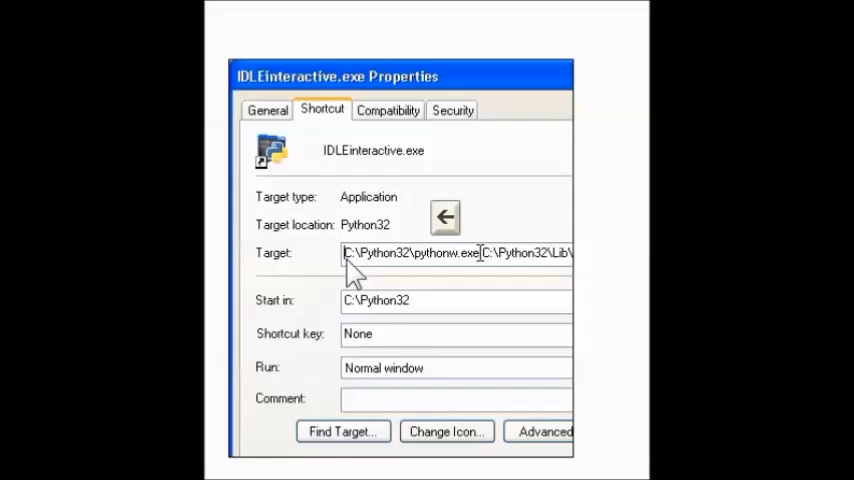 IDLEinteractive.exe Properties
General Shortcut Compatibility Security
IDLEinteractive.exe
Target type: Application
Target location: Python32
Target: C:\Python32\pythonw.exe C:\Python32\Lib\
Start in: C:\Python32
Shortcut key: None
Run: Normal window
Comment:
Find Target... Change Icon... Advanced